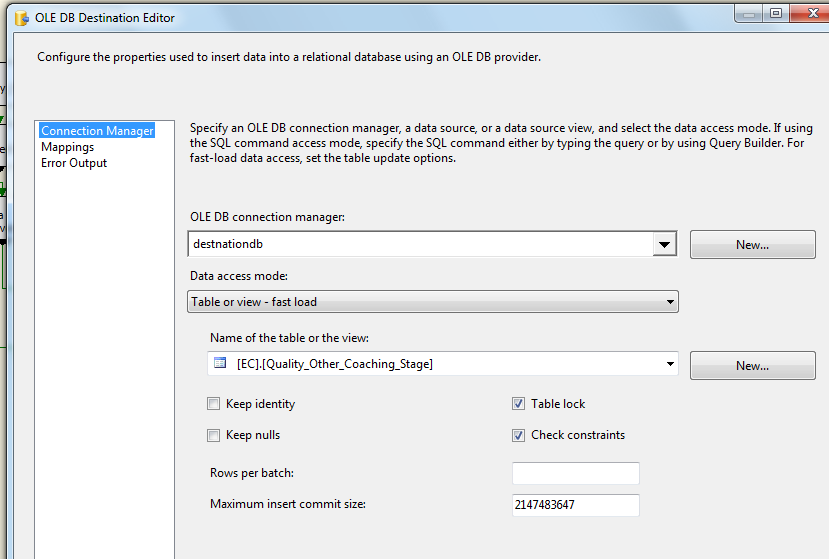 OLE DB Destination Editor
Configure the properties used to insert data into a relational database using an OLE DB provider.
Connection Manager
Mappings
Error Output
Specify an OLE DB connection manager, a data source, or a data source view, and select the data access mode. If using
the SQL command access mode, specify the SQL command either by typing the query or by using Query Builder. For
fast-load data access, set the table update options.
OLE DB connection manager:
destnationdb
New...
Data access mode:
Table or view - fast load
Name of the table or the view:
[EC].[Quality_Other_Coaching_Stage]
New...
Keep identity
Table lock
Keep nulls
Check constraints
Rows per batch:
Maximum insert commit size:
2147483647